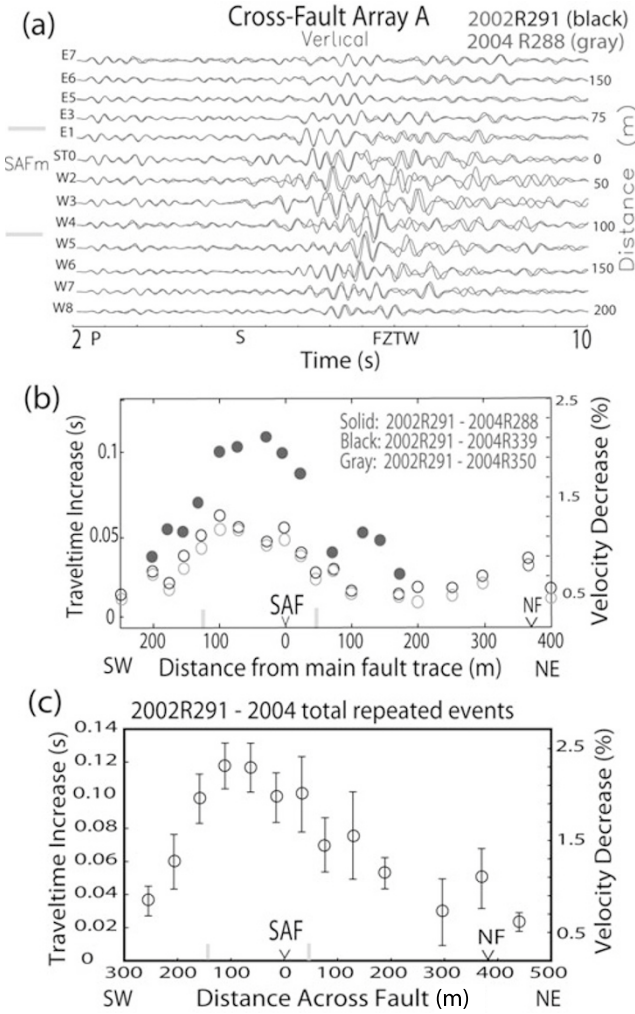 (a)
Cross-Fault Array A
Vertical
2002R291 (black)
2004 R288 (gray)
E7
E6 150
E5
E3 75
E1
ST0 0
SAFm
W2 50
W3
W4 100
W5
W6 150
W7
W8 200
Distance (m)
2 P S FZTW 10
Time (s)
(b)
Solid: 2002R291 - 2004R288
Black: 2002R291 - 2004R339
Gray: 2002R291 - 2004R350
Traveltime Increase (s)
0.1
0.05
0
Velocity Decrease (%)
2.5
1.5
0.5
SAF
NF
200 100 0 100 200 300 400
SW Distance from main fault trace (m) NE
(c)
2002R291 - 2004 total repeated events
Traveltime Increase (s)
0.14
0.12
0.10
0.08
0.06
0.04
0.02
0
Velocity Decrease (%)
2.5
1.5
0.5
SAF
NF
300 200 100 0 100 200 300 400 500
SW Distance Across Fault (m) NE